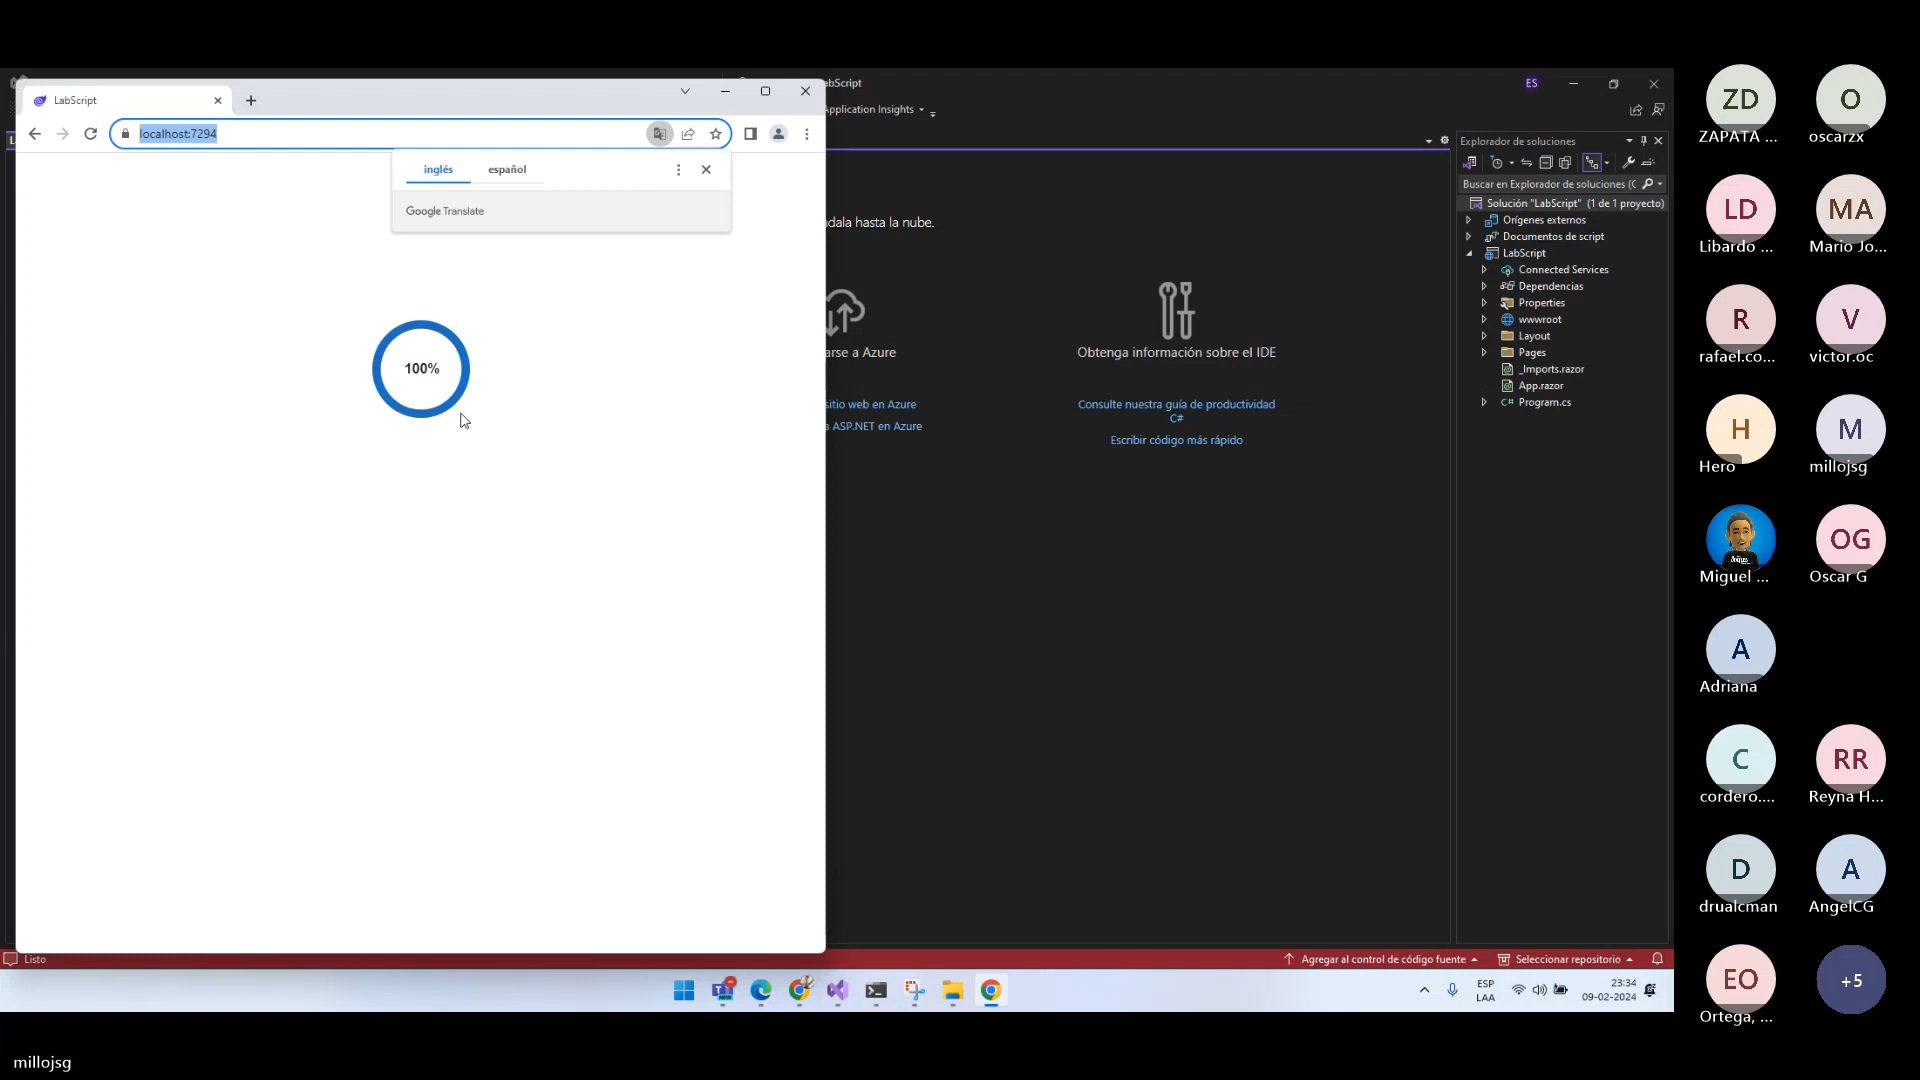 LabScript
localhost:7294
inglés español
Google Translate
100%
abScript
Application Insights
ndala hasta la nube.
arse a Azure
sitio web en Azure
a ASP.NET en Azure
Obtenga información sobre el IDE
Consulte nuestra guía de productividad
C#
Escribir código más rápido
ES
Explorador de soluciones
Buscar en Explorador de soluciones (C
Solución "LabScript" (1 de 1 proyecto)
Orígenes externos
Documentos de script
LabScript
Connected Services
Dependencias
Properties
wwwroot
Layout
Pages
_Imports.razor
App.razor
C# Program.cs
Listo
Agregar al control de código fuente
Seleccionar repositorio
NEW
ESP
LAA
23:34
09-02-2024
ZD
ZAPATA ...
O
oscarzx
LD
Libardo ...
MA
Mario Jo...
R
rafael.co...
V
victor.oc
H
Hero
M
millojsg
Miguel ...
OG
Oscar G
A
Adriana
C
cordero....
RR
Reyna H...
D
drualcman
A
AngelCG
EO
Ortega, ...
+5
millojsg